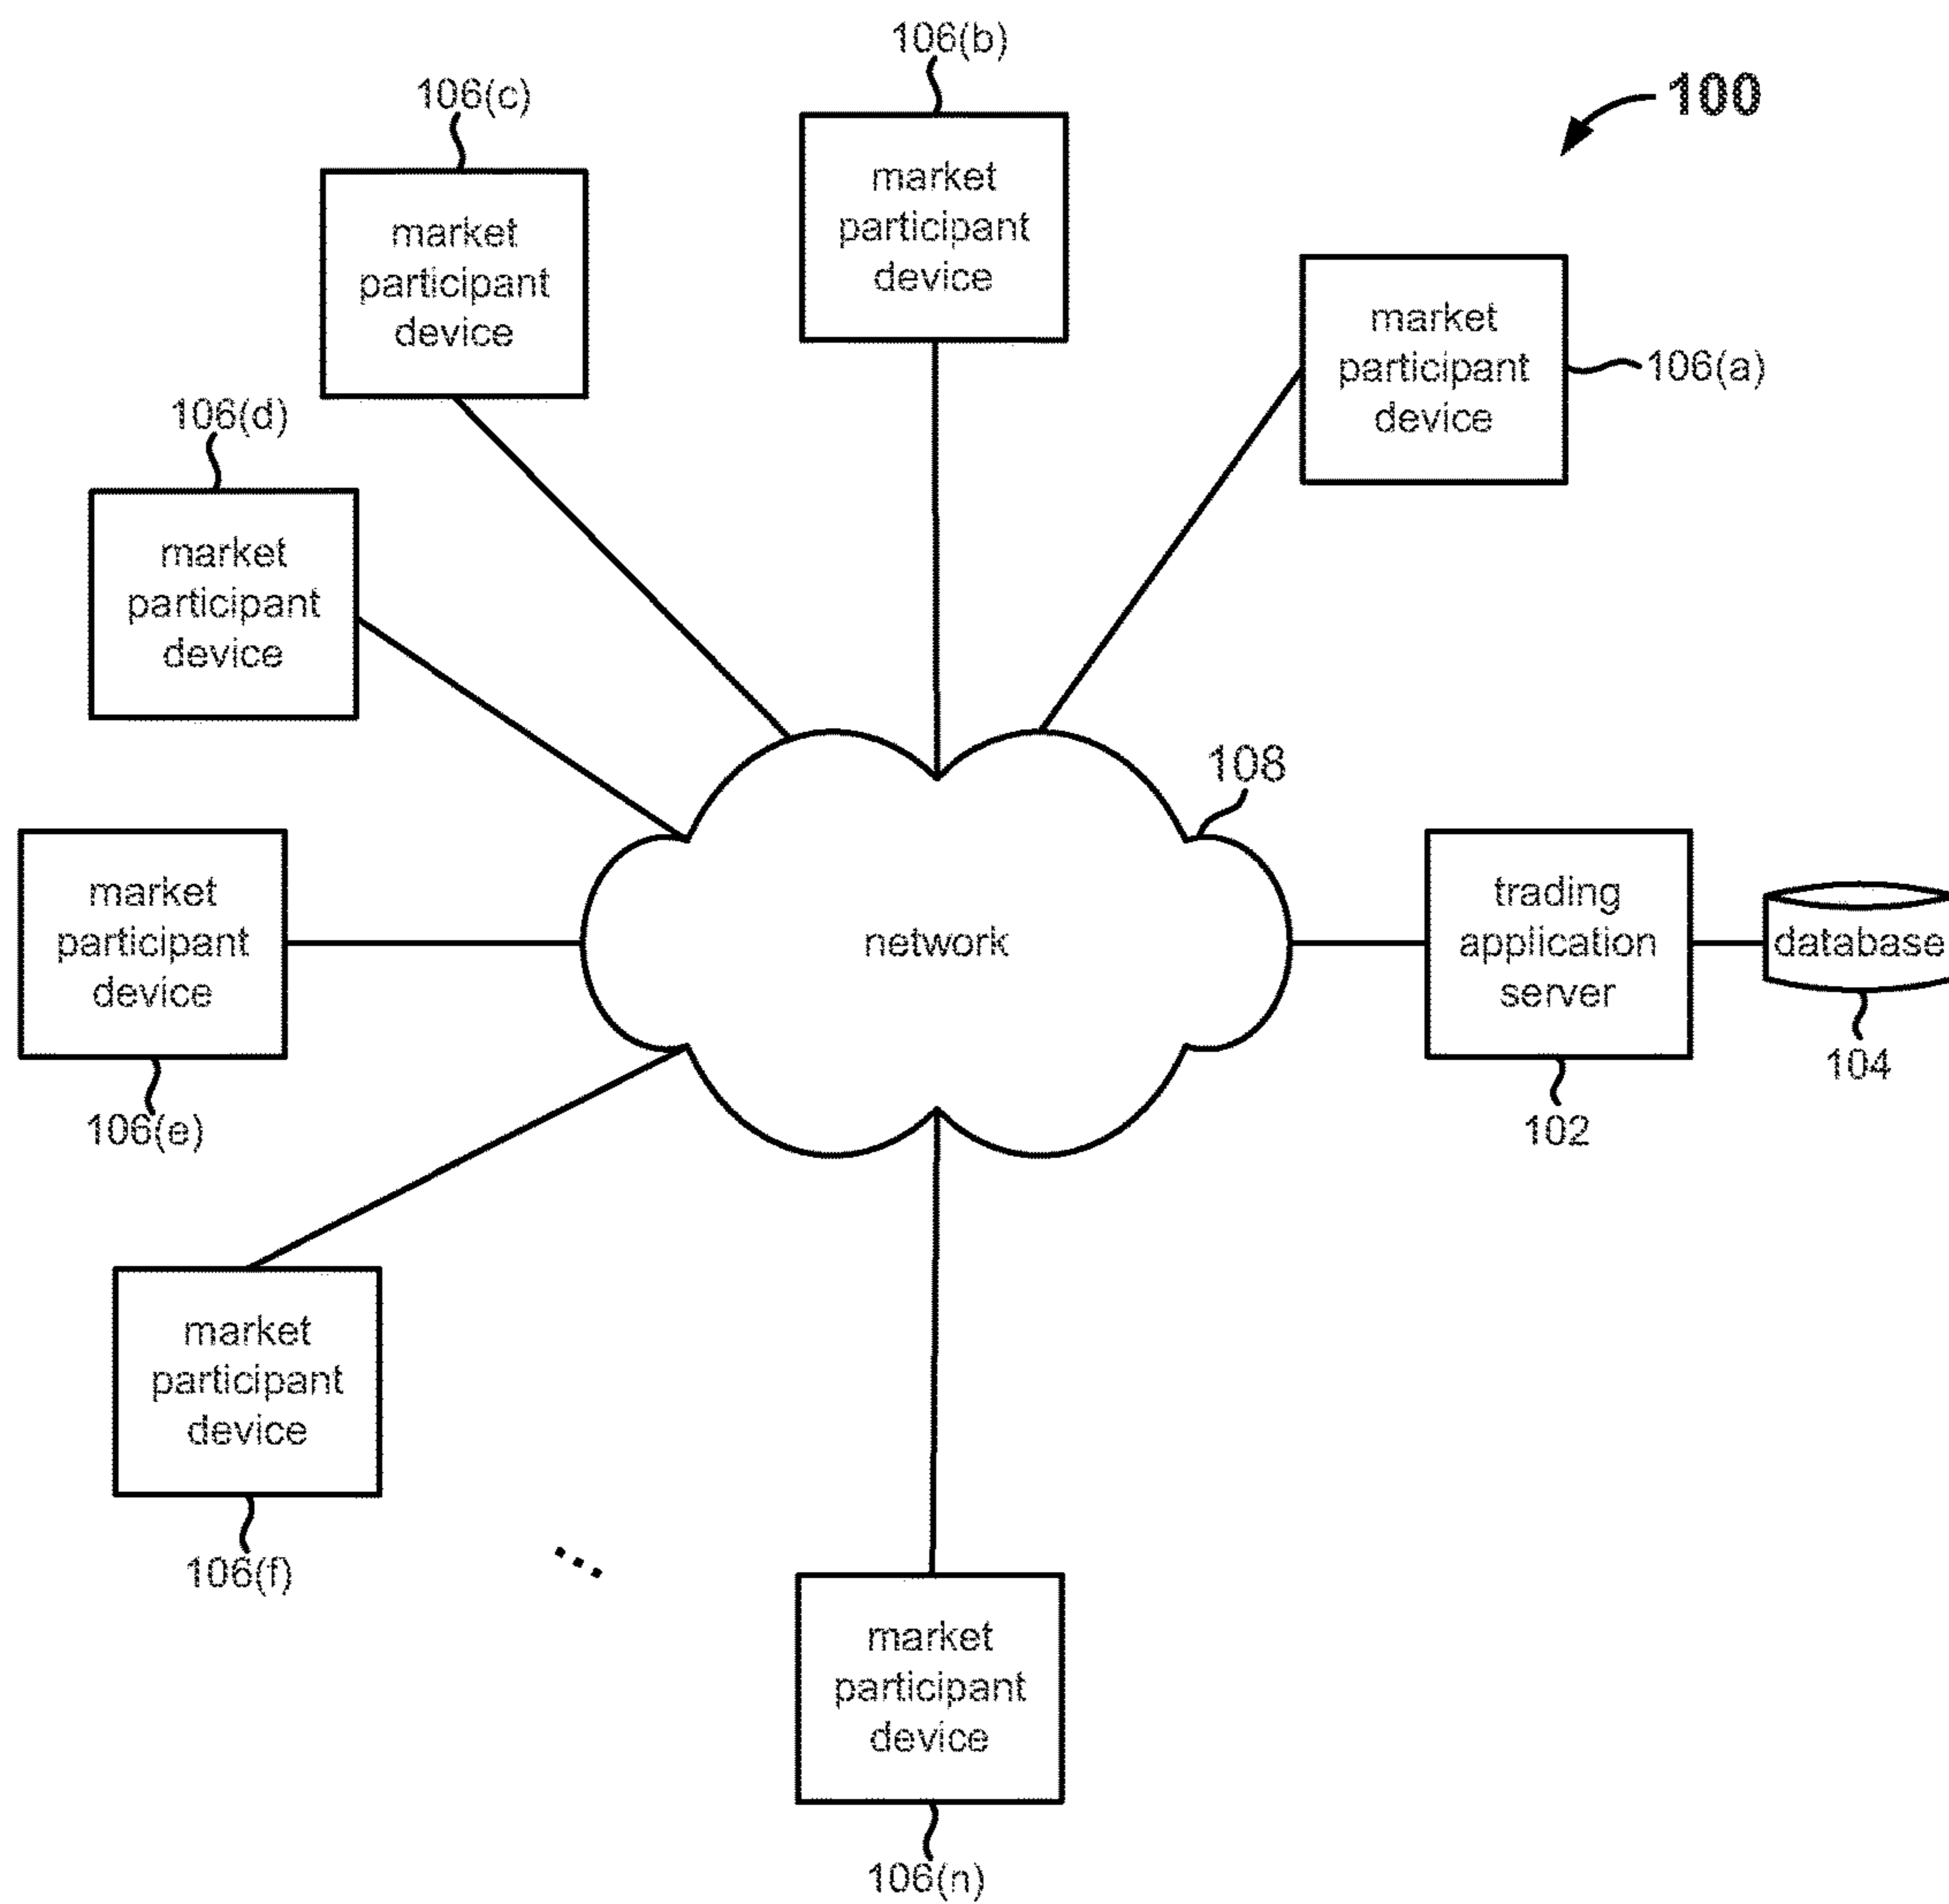 106(b)
100
106(c)
market
participant
device
market
participant
device
market
participant
device
106(a)
106(d)
market
participant
device
108
market
participant
device
network
trading
application
server
database
104
106(e)
102
market
participant
device
106(f)
...
market
participant
device
106(n)